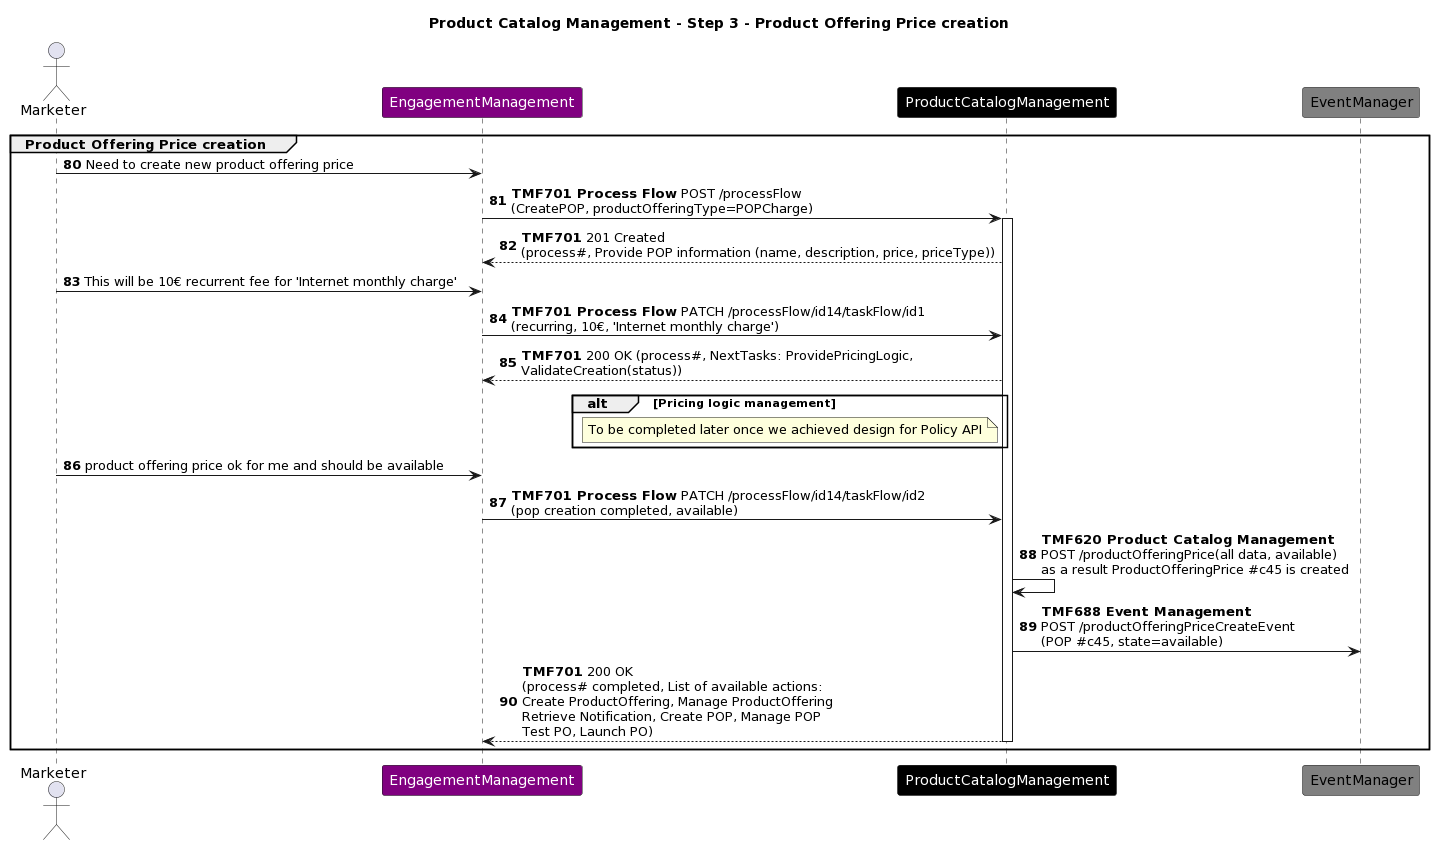 Product Catalog Management - Step 3 - Product Offering Price creation
Marketer
EngagementManagement
ProductCatalogManagement
EventManager
Product Offering Price creation
80 Need to create new product offering price
81 TMF701 Process Flow POST /processFlow
(CreatePOP, productOfferingType=POPCharge)
82 TMF701 201 Created
(process#, Provide POP information (name, description, price, priceType))
83 This will be 10€ recurrent fee for 'Internet monthly charge'
84 TMF701 Process Flow PATCH /processFlow/id14/taskFlow/id1
(recurring, 10€, 'Internet monthly charge')
85 TMF701 200 OK (process#, NextTasks: ProvidePricingLogic,
ValidateCreation(status))
alt [Pricing logic management]
To be completed later once we achieved design for Policy API
86 product offering price ok for me and should be available
87 TMF701 Process Flow PATCH /processFlow/id14/taskFlow/id2
(pop creation completed, available)
88 TMF620 Product Catalog Management
POST /productOfferingPrice(all data, available)
as a result ProductOfferingPrice #c45 is created
89 TMF688 Event Management
POST /productOfferingPriceCreateEvent
(POP #c45, state=available)
90 TMF701 200 OK
(process# completed, List of available actions:
Create ProductOffering, Manage ProductOffering
Retrieve Notification, Create POP, Manage POP
Test PO, Launch PO)
Marketer
EngagementManagement
ProductCatalogManagement
EventManager